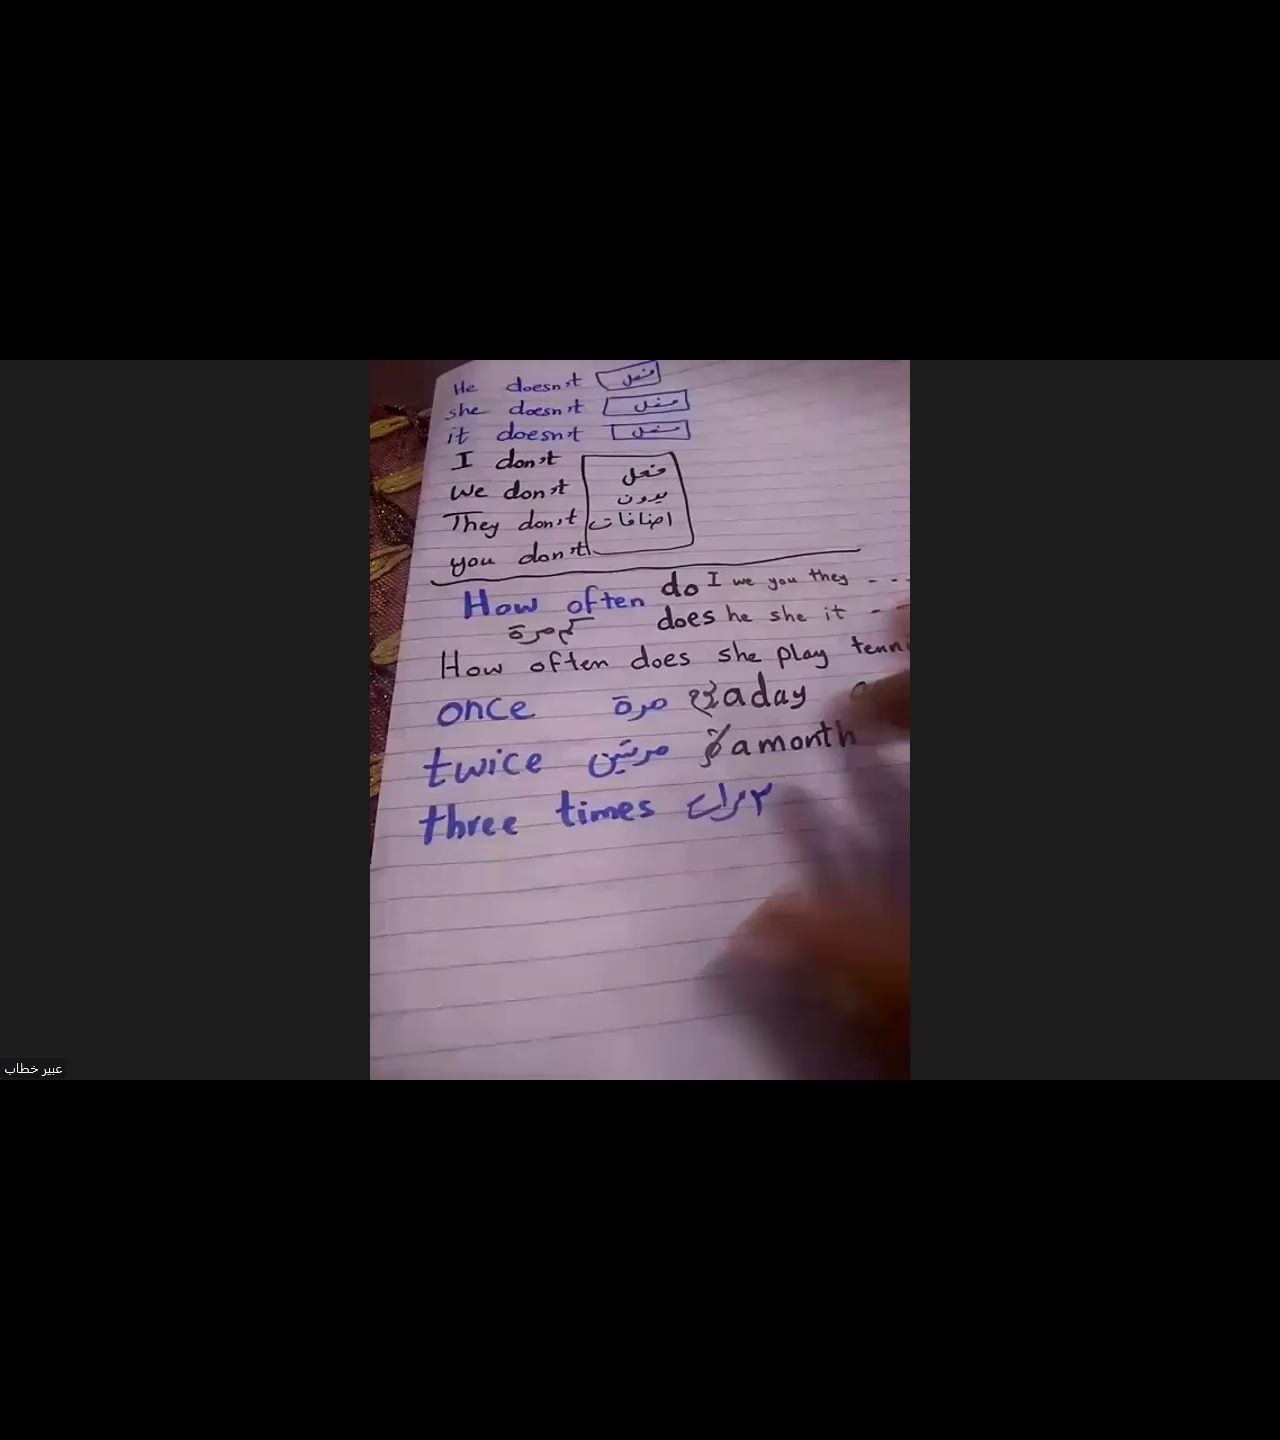 He doesn't فعل
she doesn't فعل
it doesn't فعل
I don't فعل
We don't بدون
They don't اضافات
you don't
How often do I we you they - - -
كم مرة does he she it - -
How often does she play
once مرة a day
twice مرتين a month
three times ٣ مرات
عبير خطاب